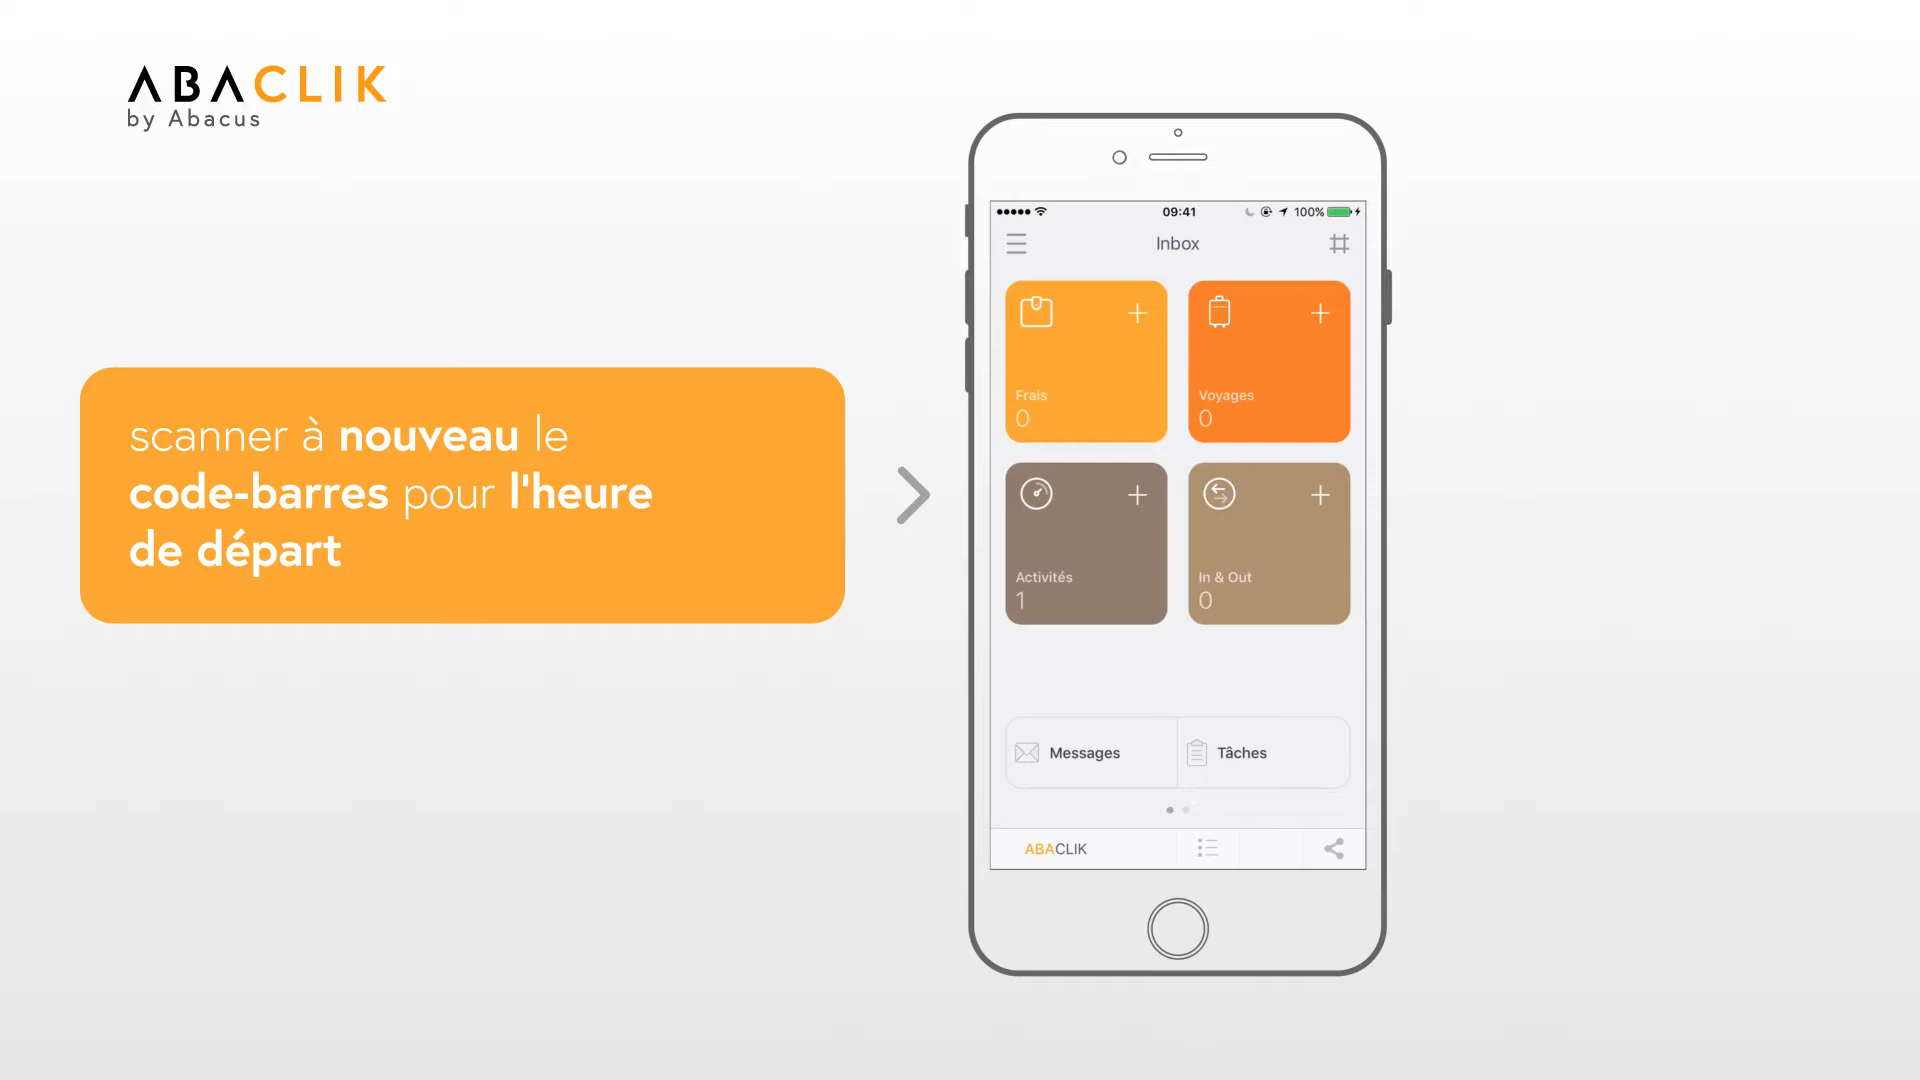 ABACLIK
by Abacus
scanner à nouveau le
code-barres pour l'heure
de départ
09:41
100%
Inbox
Frais
0
Voyages
0
Activités
1
In & Out
0
Messages
Tâches
ABACLIK